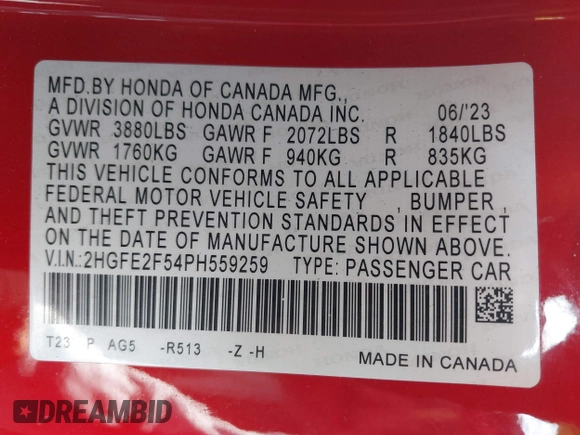 MFD.BY HONDA OF CANADA MFG.,
A DIVISION OF HONDA CANADA INC. 06/'23
GVWR 3880LBS GAWR F 2072LBS R 1840LBS
GVWR 1760KG GAWR F 940KG R 835KG
THIS VEHICLE CONFORMS TO ALL APPLICABLE
FEDERAL MOTOR VEHICLE SAFETY , BUMPER ,
AND THEFT PREVENTION STANDARDS IN EFFECT
ON THE DATE OF MANUFACTURE SHOWN ABOVE.
V.I.N.:2HGFE2F54PH559259 TYPE: PASSENGER CAR
T23 P AG5 -R513 -Z -H
MADE IN CANADA
DREAMBID